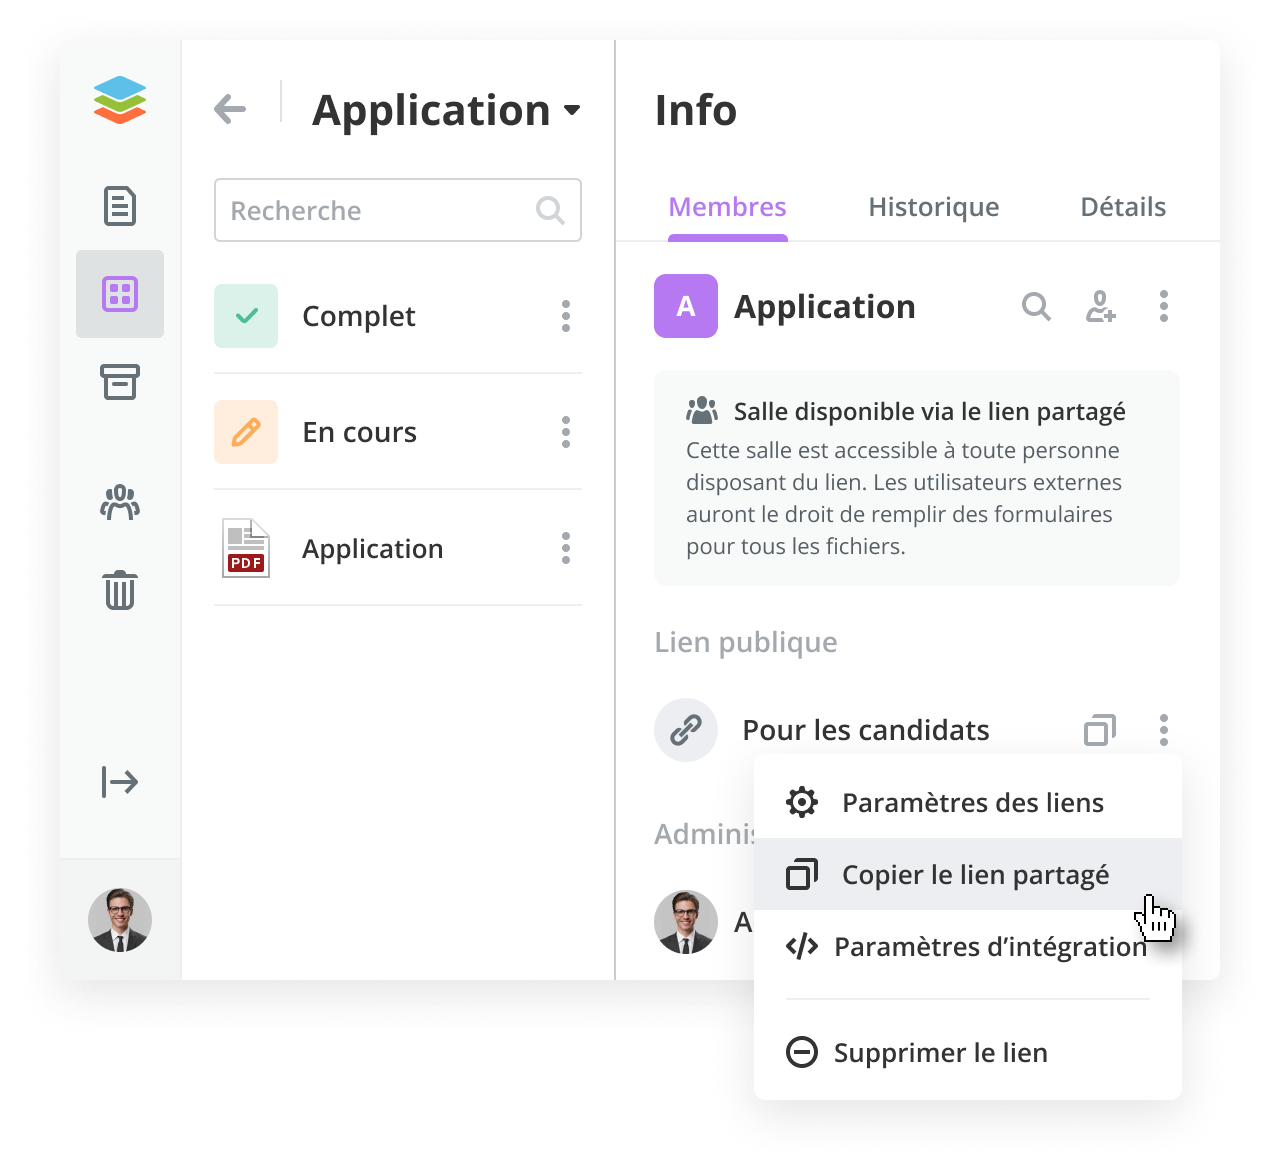 Application
Recherche
Complet
En cours
PDF
Application
Info
Membres
Historique
Détails
A
Application
Salle disponible via le lien partagé
Cette salle est accessible à toute personne
disposant du lien. Les utilisateurs externes
auront le droit de remplir des formulaires
pour tous les fichiers.
Lien publique
Pour les candidats
Adminis
A
Paramètres des liens
Copier le lien partagé
Paramètres d’intégration
Supprimer le lien